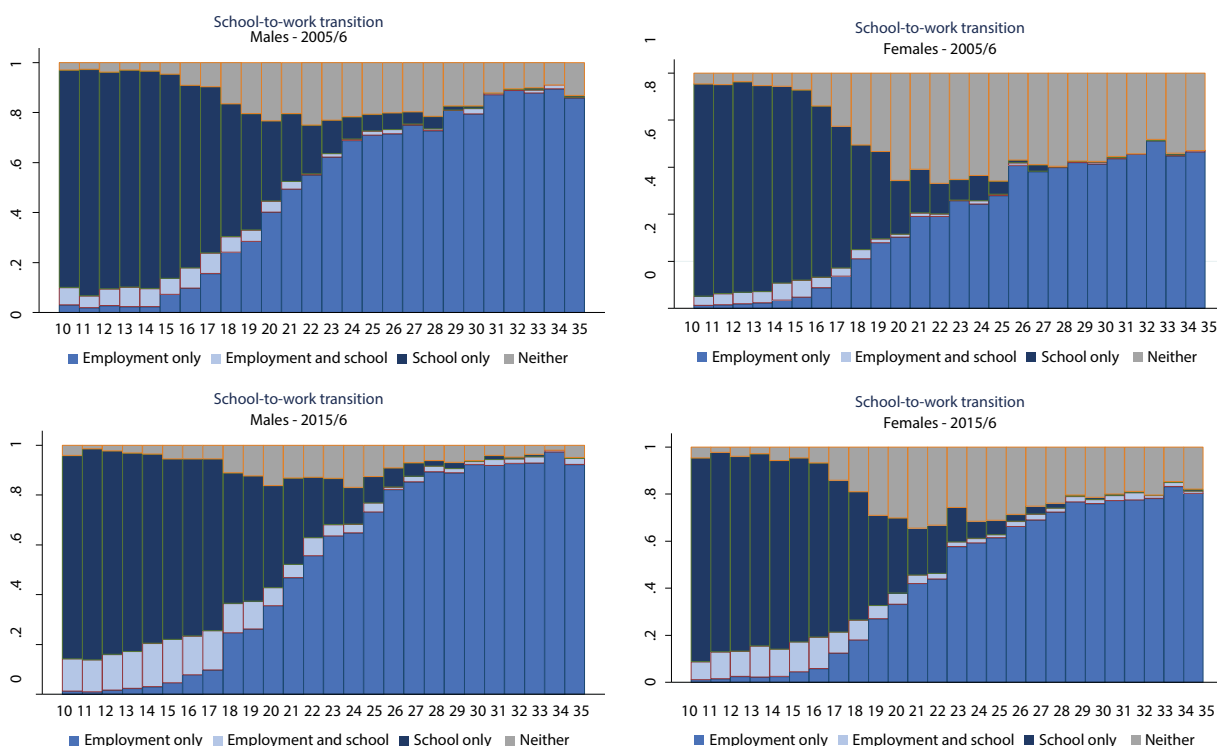 School-to-work transition
Males - 2005/6
1
.8
.6
.4
.2
0
10 11 12 13 14 15 16 17 18 19 20 21 22 23 24 25 26 27 28 29 30 31 32 33 34 35
Employment only Employment and school School only Neither
School-to-work transition
Females - 2005/6
1
.8
.6
.4
.2
0
10 11 12 13 14 15 16 17 18 19 20 21 22 23 24 25 26 27 28 29 30 31 32 33 34 35
Employment only Employment and school School only Neither
School-to-work transition
Males - 2015/6
1
.8
.6
.4
.2
0
10 11 12 13 14 15 16 17 18 19 20 21 22 23 24 25 26 27 28 29 30 31 32 33 34 35
Employment only Employment and school School only Neither
School-to-work transition
Females - 2015/6
1
.8
.6
.4
.2
0
10 11 12 13 14 15 16 17 18 19 20 21 22 23 24 25 26 27 28 29 30 31 32 33 34 35
Employment only Employment and school School only Neither